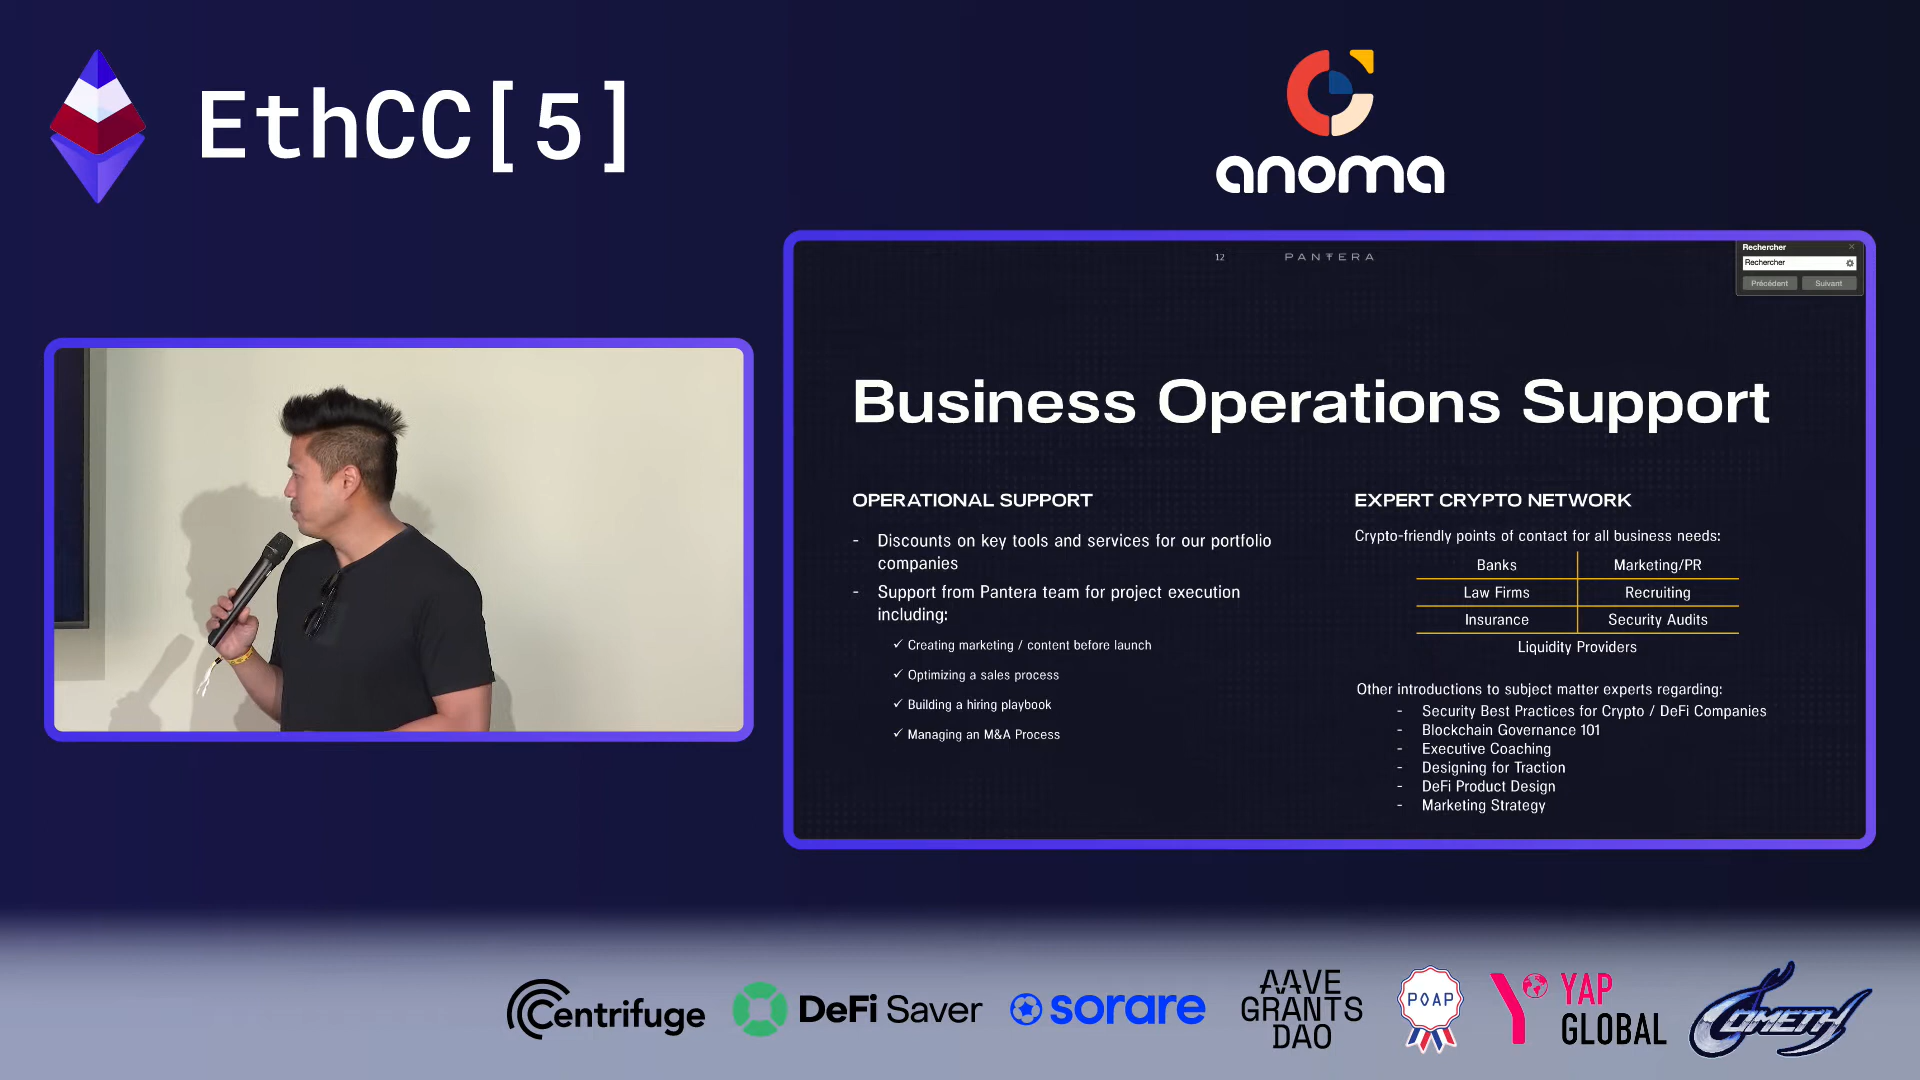 EthCC[5]
anoma
12
PANTERA
Rechercher
Rechercher
Précédent
Suivant
Business Operations Support
OPERATIONAL SUPPORT
- Discounts on key tools and services for our portfolio
companies
- Support from Pantera team for project execution
including:
✓ Creating marketing / content before launch
✓ Optimizing a sales process
✓ Building a hiring playbook
✓ Managing an M&A Process
EXPERT CRYPTO NETWORK
Crypto-friendly points of contact for all business needs:
Banks Marketing/PR
Law Firms Recruiting
Insurance Security Audits
Liquidity Providers
Other introductions to subject matter experts regarding:
- Security Best Practices for Crypto / DeFi Companies
- Blockchain Governance 101
- Executive Coaching
- Designing for Traction
- DeFi Product Design
- Marketing Strategy
Centrifuge
DeFi Saver
sorare
AAVE
GRANTS
DAO
POAP
YAP
GLOBAL
COMETH